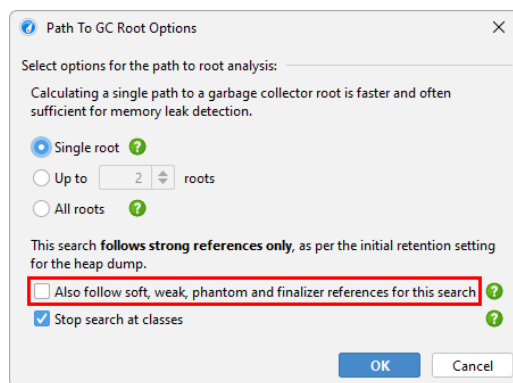 Path To GC Root Options
Select options for the path to root analysis:
Calculating a single path to a garbage collector root is faster and often
sufficient for memory leak detection.
Single root
Up to 2 roots
All roots
This search follows strong references only, as per the initial retention setting
for the heap dump.
Also follow soft, weak, phantom and finalizer references for this search
Stop search at classes
OK Cancel